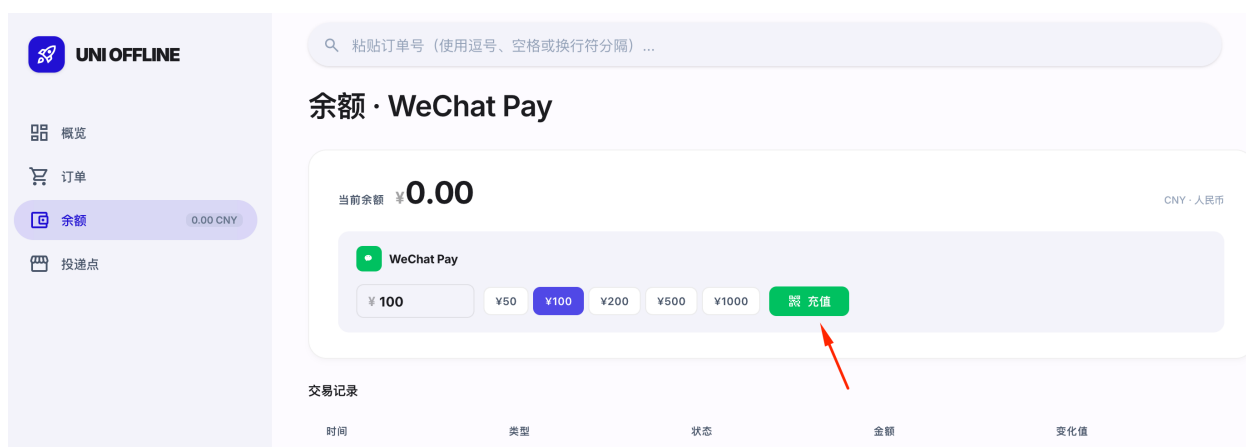 UNI OFFLINE
粘贴订单号（使用逗号、空格或换行符分隔）...
概览
订单
余额 0.00 CNY
投递点
余额 · WeChat Pay
当前余额 ¥0.00
CNY · 人民币
WeChat Pay
¥ 100 ¥50 ¥100 ¥200 ¥500 ¥1000 充值
交易记录
时间 类型 状态 金额 变化值